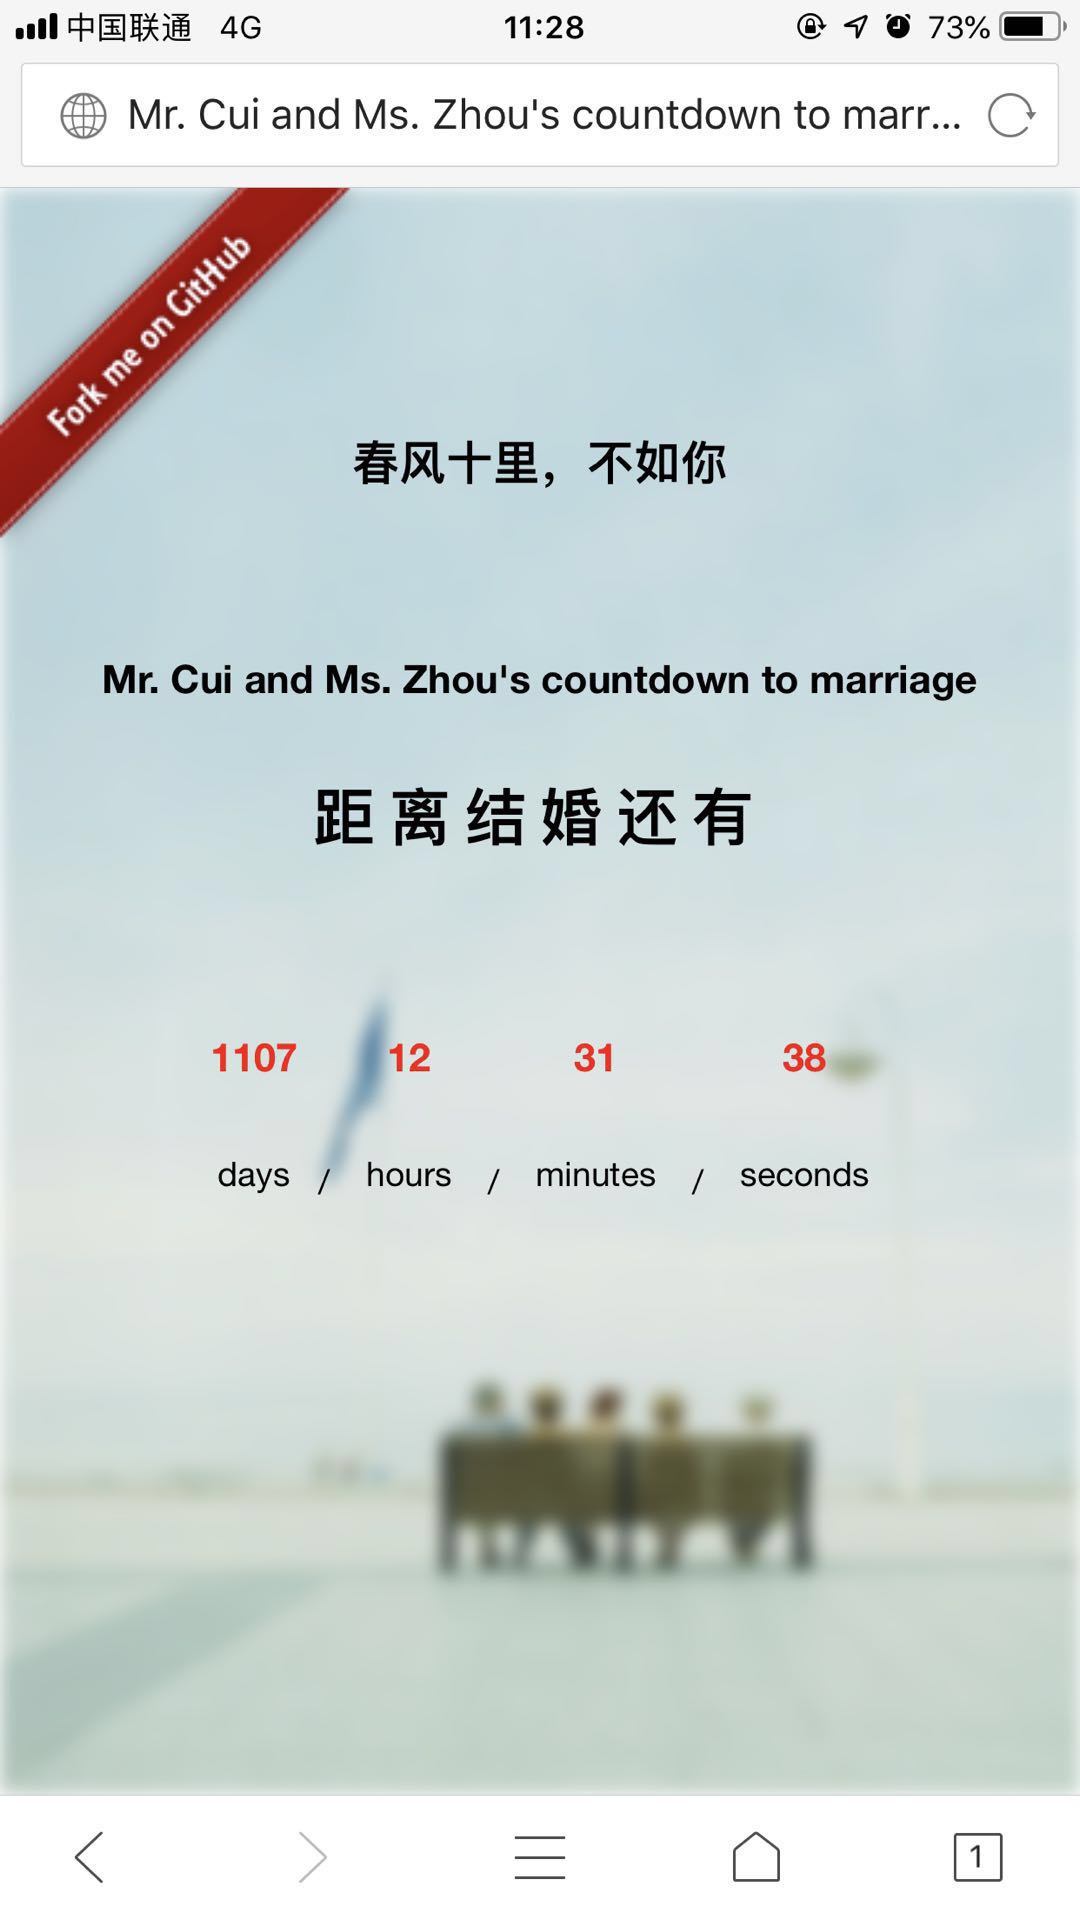 中国联通 4G 11:28 73%
Mr. Cui and Ms. Zhou's countdown to marr...
Fork me on GitHub
春风十里，不如你
Mr. Cui and Ms. Zhou's countdown to marriage
距离结婚还有
1107 12 31 38
days / hours / minutes / seconds
1